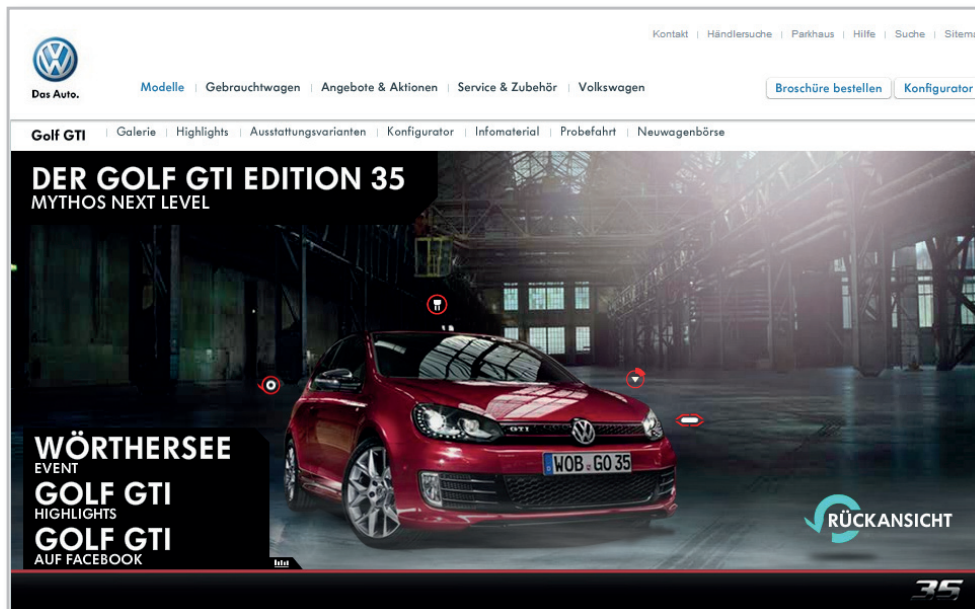 Kontakt | Händlersuche | Parkhaus | Hilfe | Suche | Sitema
Das Auto.
Modelle | Gebrauchtwagen | Angebote & Aktionen | Service & Zubehör | Volkswagen
Broschüre bestellen
Konfigurator
Golf GTI | Galerie | Highlights | Ausstattungsvarianten | Konfigurator | Infomaterial | Probefahrt | Neuwagenbörse
DER GOLF GTI EDITION 35
MYTHOS NEXT LEVEL
GTI
WOB GO 35
WÖRTHERSEE
EVENT
GOLF GTI
HIGHLIGHTS
GOLF GTI
AUF FACEBOOK
RÜCKANSICHT
35